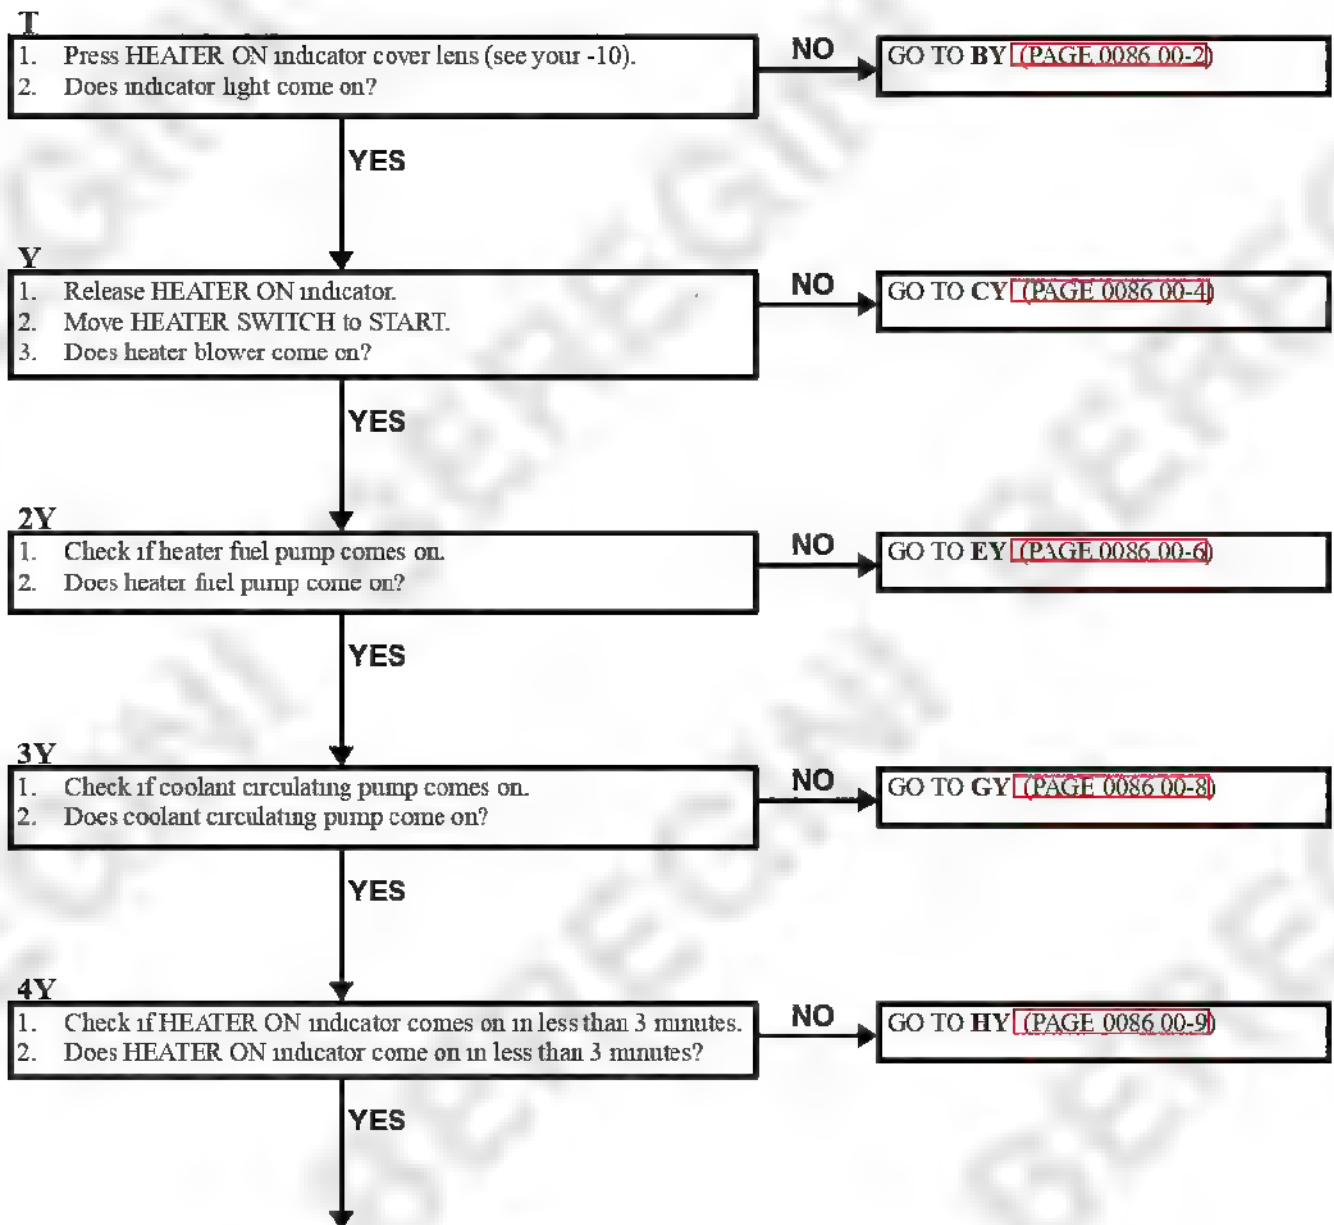 T
1. Press HEATER ON indicator cover lens (see your -10).
2. Does indicator light come on?
NO
GO TO BY (PAGE 0086 00-2)
YES
Y
1. Release HEATER ON indicator.
2. Move HEATER SWITCH to START.
3. Does heater blower come on?
NO
GO TO CY (PAGE 0086 00-4)
YES
2Y
1. Check if heater fuel pump comes on.
2. Does heater fuel pump come on?
NO
GO TO EY (PAGE 0086 00-6)
YES
3Y
1. Check if coolant circulating pump comes on.
2. Does coolant circulating pump come on?
NO
GO TO GY (PAGE 0086 00-8)
YES
4Y
1. Check if HEATER ON indicator comes on in less than 3 minutes.
2. Does HEATER ON indicator come on in less than 3 minutes?
NO
GO TO HY (PAGE 0086 00-9)
YES